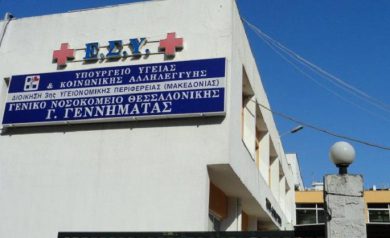 Ε.Σ.Υ.
ΥΠΟΥΡΓΕΙΟ ΥΓΕΙΑΣ
& ΚΟΙΝΩΝΙΚΗΣ ΑΛΛΗΛΕΓΓΥΗΣ
ΔΙΟΙΚΗΣΗ 3ης ΥΓΕΙΟΝΟΜΙΚΗΣ ΠΕΡΙΦΕΡΕΙΑΣ (ΜΑΚΕΔΟΝΙΑΣ)
ΓΕΝΙΚΟ ΝΟΣΟΚΟΜΕΙΟ ΘΕΣΣΑΛΟΝΙΚΗΣ
Γ. ΓΕΝΝΗΜΑΤΑΣ